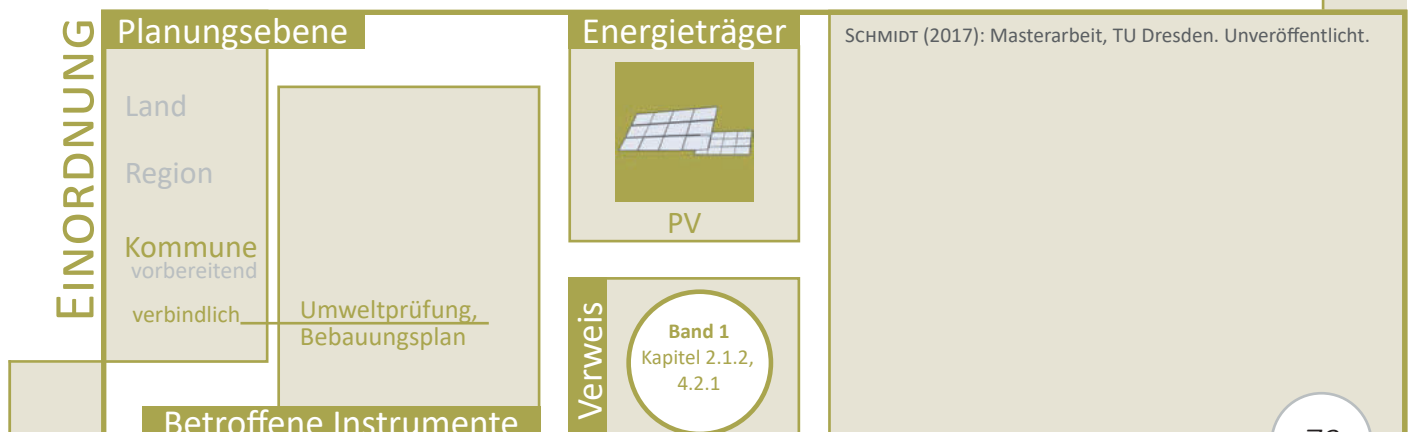 EINORDNUNG
Planungsebene
Land
Region
Kommune
vorbereitend
verbindlich
Umweltprüfung,
Bebauungsplan
Betroffene Instrumente
Energieträger
PV
Verweis
Band 1
Kapitel 2.1.2,
4.2.1
SCHMIDT (2017): Masterarbeit, TU Dresden. Unveröffentlicht.